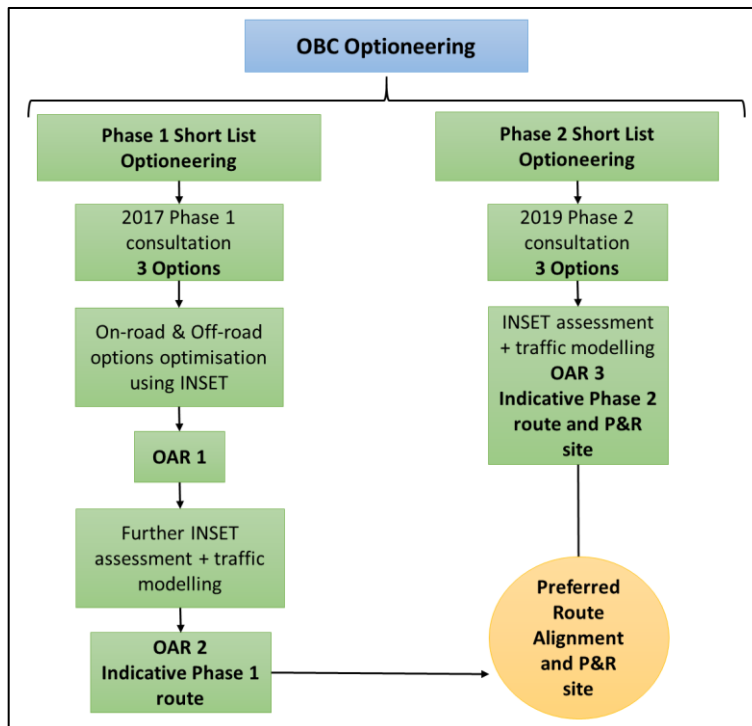 OBC Optioneering
Phase 1 Short List
Optioneering
2017 Phase 1
consultation
3 Options
On-road & Off-road
options optimisation
using INSET
OAR 1
Further INSET
assessment + traffic
modelling
OAR 2
Indicative Phase 1
route
Phase 2 Short List
Optioneering
2019 Phase 2
consultation
3 Options
INSET assessment
+ traffic modelling
OAR 3
Indicative Phase 2
route and P&R
site
Preferred
Route
Alignment
and P&R
site